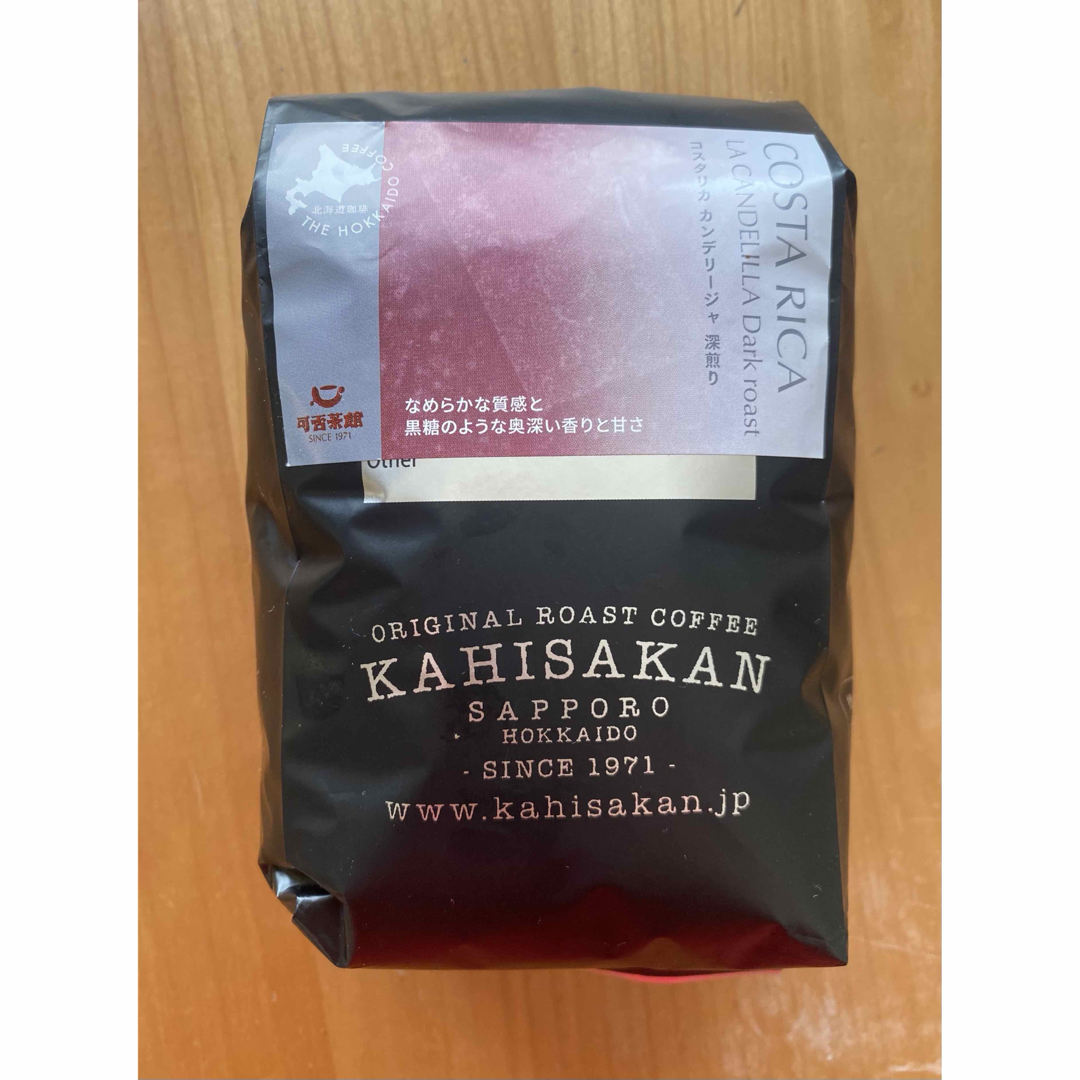 COSTA RICA
LA CANDELILLA Dark roast
コスタリカ カンデリージャ 深煎り
THE HOKKAIDO COFFEE
北海道珈琲
可否茶館
SINCE 1971
なめらかな質感と
黒糖のような奥深い香りと甘さ
Other
ORIGINAL ROAST COFFEE
KAHISAKAN
SAPPORO
HOKKAIDO
- SINCE 1971 -
www.kahisakan.jp